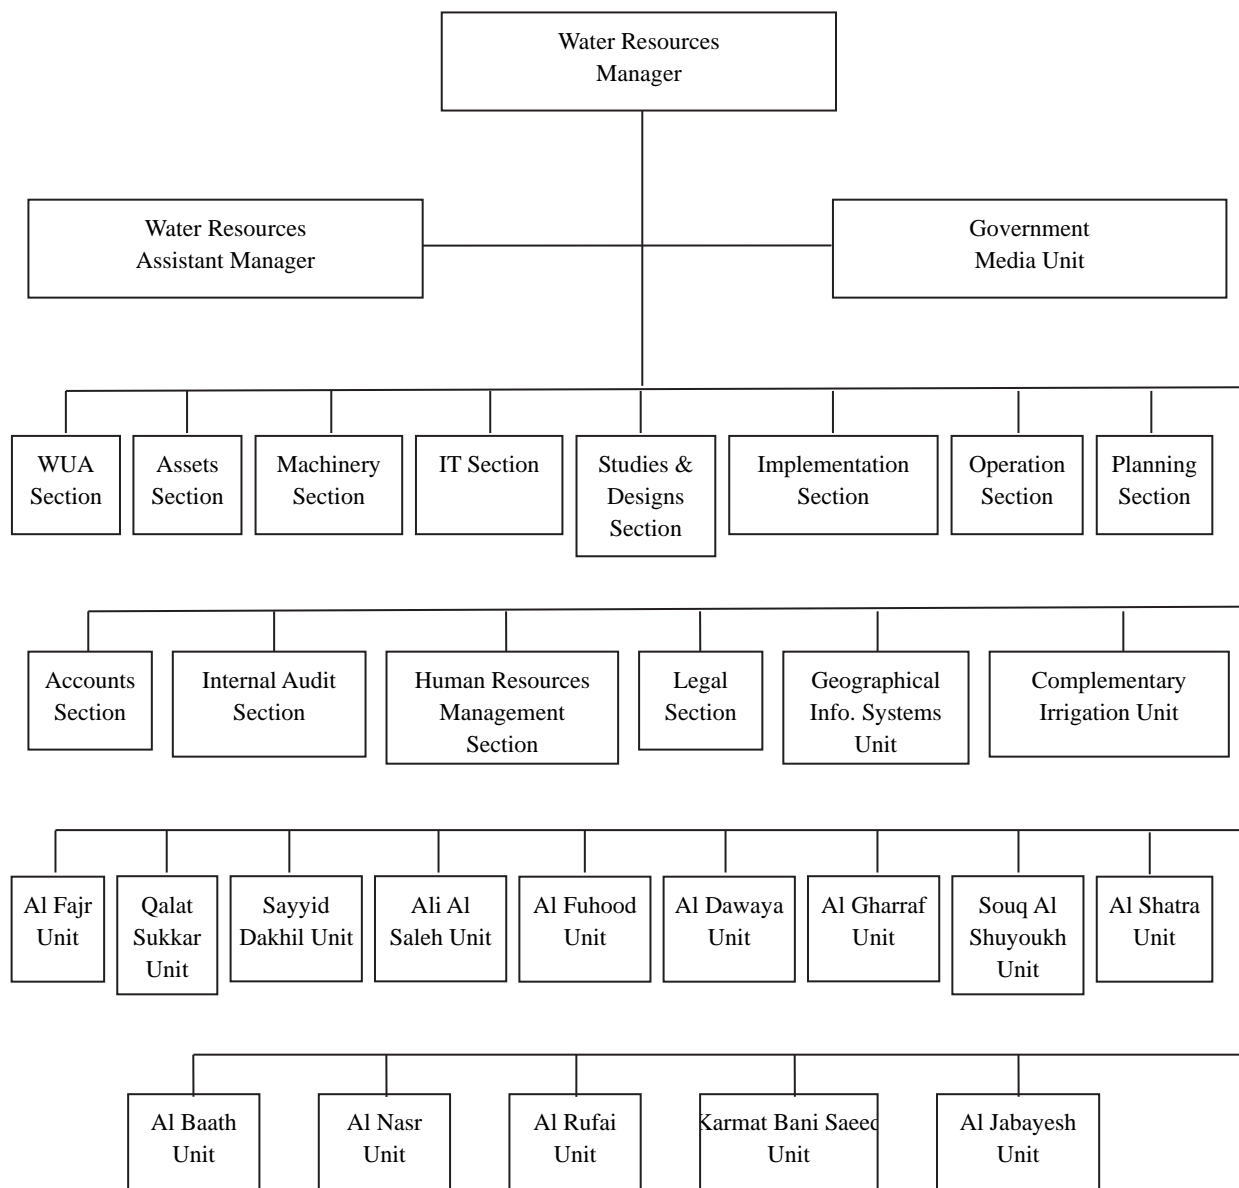 Water Resources
Manager
Water Resources
Assistant Manager
Government
Media Unit
WUA
Section
Assets
Section
Machinery
Section
IT Section
Studies &
Designs
Section
Implementation
Section
Operation
Section
Planning
Section
Accounts
Section
Internal Audit
Section
Human Resources
Management
Section
Legal
Section
Geographical
Info. Systems
Unit
Complementary
Irrigation Unit
Al Fajr
Unit
Qalat
Sukkar
Unit
Sayyid
Dakhil Unit
Ali Al
Saleh Unit
Al Fuhood
Unit
Al Dawaya
Unit
Al Gharraf
Unit
Souq Al
Shuyoukh
Unit
Al Shatra
Unit
Al Baath
Unit
Al Nasr
Unit
Al Rufai
Unit
Karmat Bani Saeed
Unit
Al Jabayesh
Unit